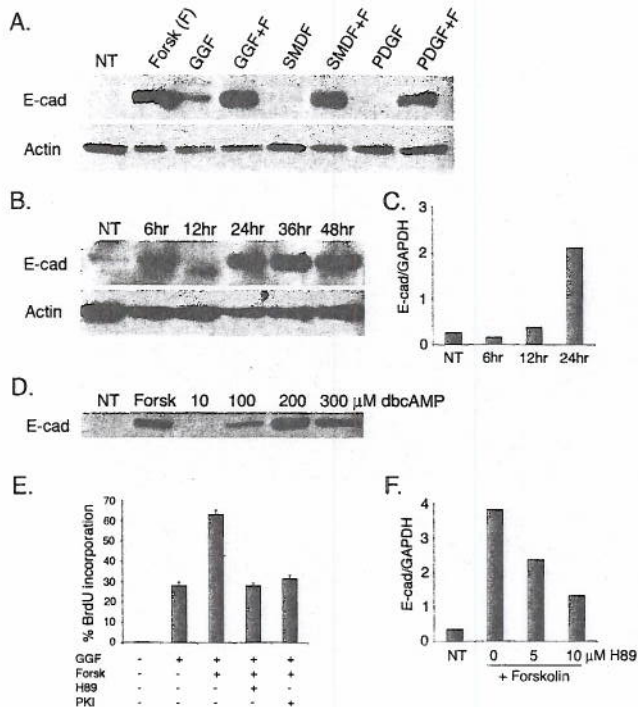 A.
NT Forsk (F) GGF GGF+F SMDF SMDF+F PDGF PDGF+F
E-cad
Actin
B.
NT 6hr 12hr 24hr 36hr 48hr
E-cad
Actin
C.
E-cad/GAPDH
3
2
1
0
NT 6hr 12hr 24hr
D.
NT Forsk 10 100 200 300 μM dbcAMP
E-cad
E.
% BrdU incorporation
70
60
50
40
30
20
10
0
GGF - + + + +
Forsk - - + + +
H89 - - - + -
PKI - - - - +
F.
E-cad/GAPDH
4
3
2
1
0
NT 0 5 10 μM H89
+ Forskolin